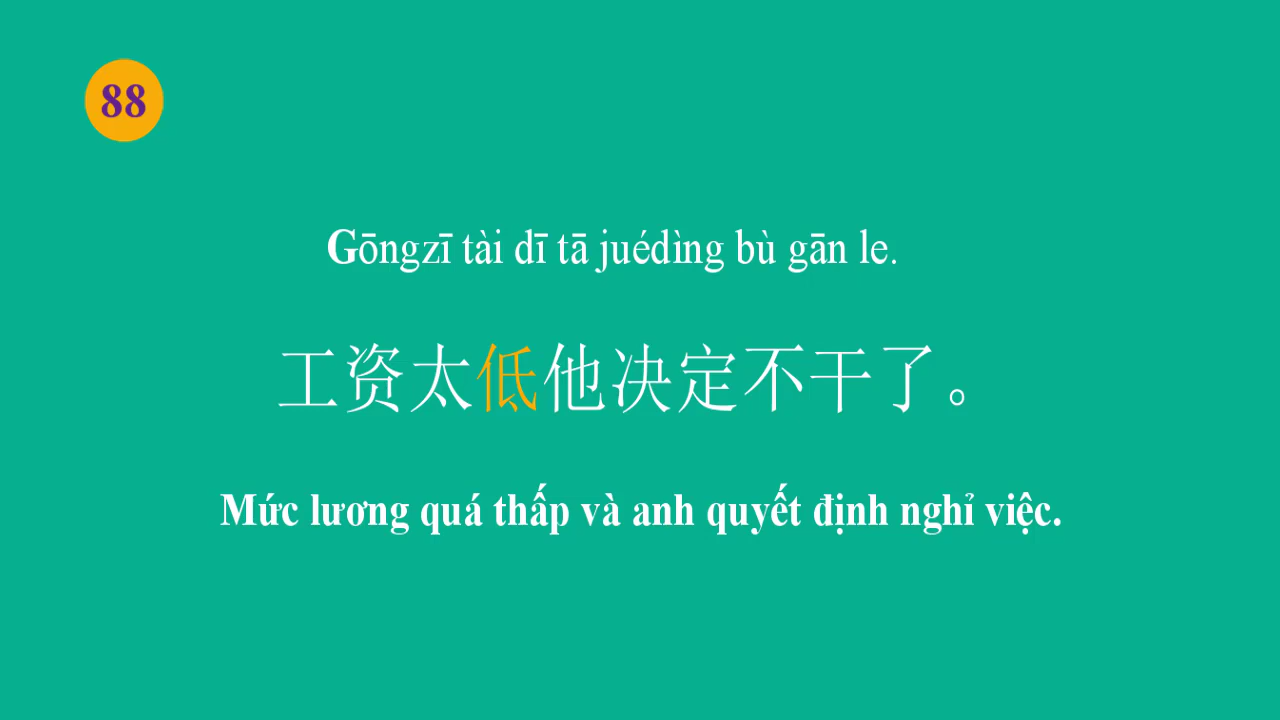 88
Gōngzī tài dī tā juédìng bù gān le.
工资太低他决定不干了。
Mức lương quá thấp và anh quyết định nghỉ việc.